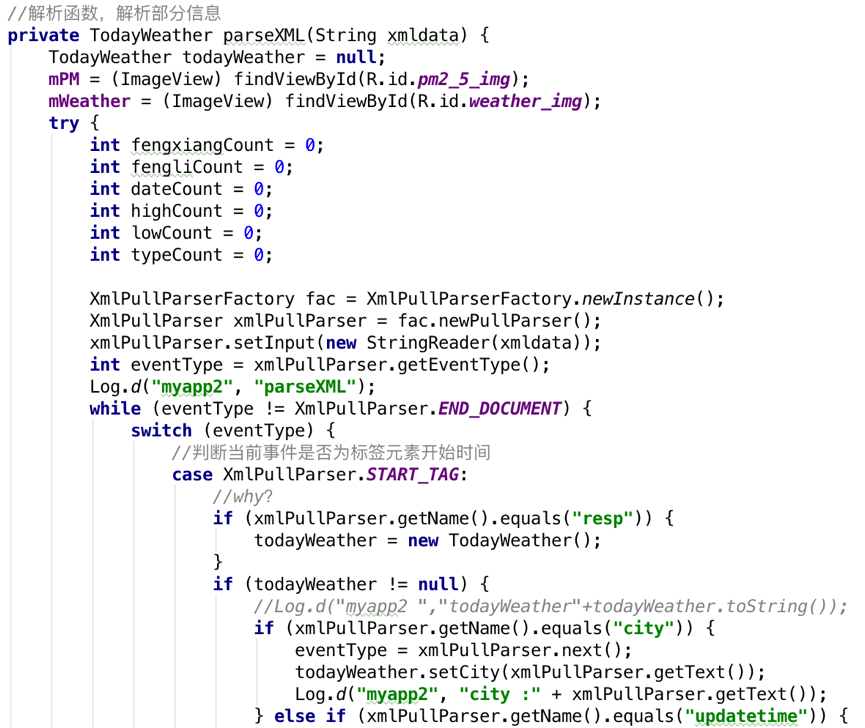 //解析函数，解析部分信息
private TodayWeather parseXML(String xmldata) {
    TodayWeather todayWeather = null;
    mPM = (ImageView) findViewById(R.id.pm2_5_img);
    mWeather = (ImageView) findViewById(R.id.weather_img);
    try {
        int fengxiangCount = 0;
        int fengliCount = 0;
        int dateCount = 0;
        int highCount = 0;
        int lowCount = 0;
        int typeCount = 0;

        XmlPullParserFactory fac = XmlPullParserFactory.newInstance();
        XmlPullParser xmlPullParser = fac.newPullParser();
        xmlPullParser.setInput(new StringReader(xmldata));
        int eventType = xmlPullParser.getEventType();
        Log.d("myapp2", "parseXML");
        while (eventType != XmlPullParser.END_DOCUMENT) {
            switch (eventType) {
                //判断当前事件是否为标签元素开始时间
                case XmlPullParser.START_TAG:
                    //why?
                    if (xmlPullParser.getName().equals("resp")) {
                        todayWeather = new TodayWeather();
                    }
                    if (todayWeather != null) {
                        //Log.d("myapp2 ","todayWeather"+todayWeather.toString());
                        if (xmlPullParser.getName().equals("city")) {
                            eventType = xmlPullParser.next();
                            todayWeather.setCity(xmlPullParser.getText());
                            Log.d("myapp2", "city :" + xmlPullParser.getText());
                        } else if (xmlPullParser.getName().equals("updatetime")) {